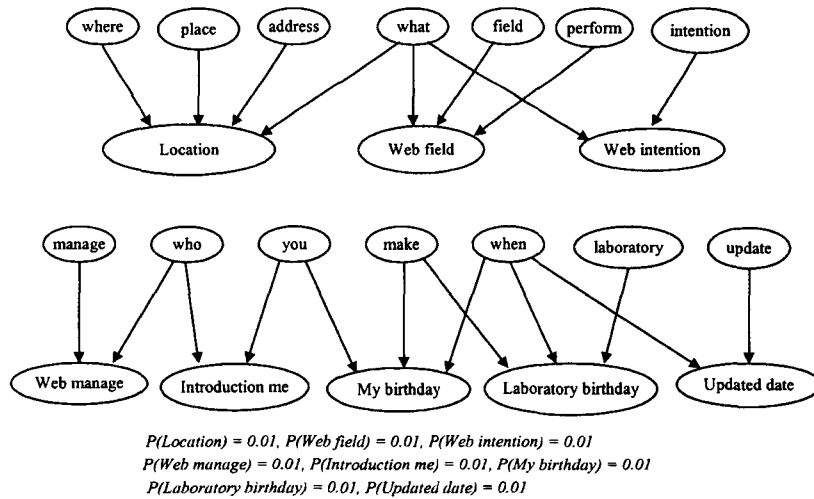 where place address what field perform intention
Location Web field Web intention
manage who you make when laboratory update
Web manage Introduction me My birthday Laboratory birthday Updated date
P(Location) = 0.01, P(Web field) = 0.01, P(Web intention) = 0.01
P(Web manage) = 0.01, P(Introduction me) = 0.01, P(My birthday) = 0.01
P(Laboratory birthday) = 0.01, P(Updated date) = 0.01